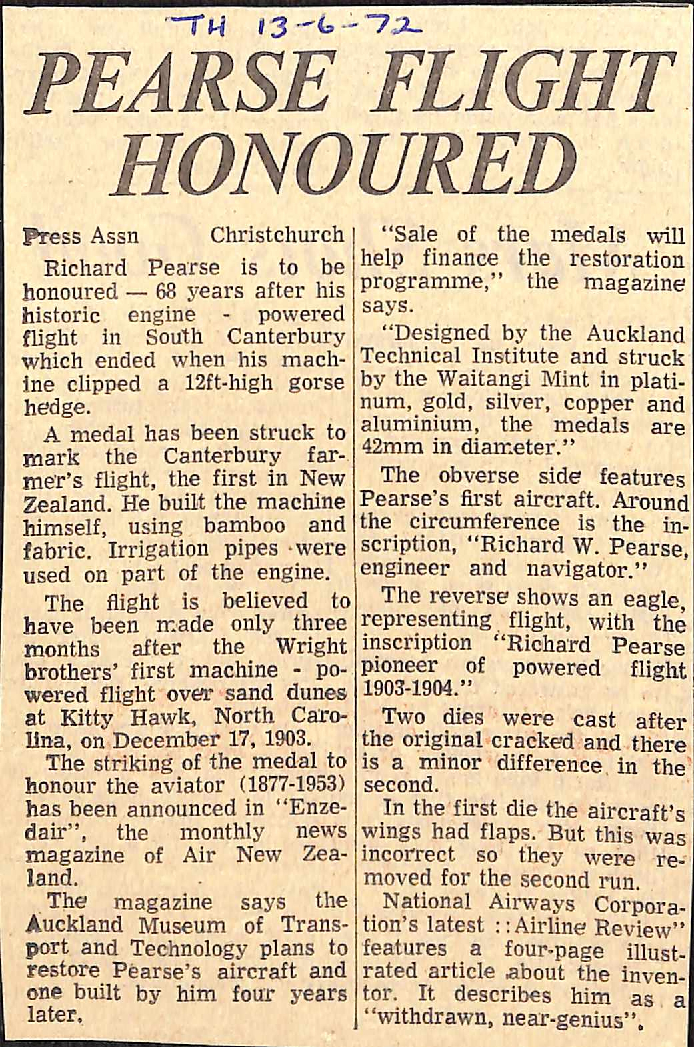 TH 13-6-72
PEARSE FLIGHT
HONOURED
Press Assn Christchurch
Richard Pearse is to be
honoured — 68 years after his
historic engine - powered
flight in South Canterbury
which ended when his mach-
ine clipped a 12ft-high gorse
hedge.
A medal has been struck to
mark the Canterbury far-
mer's flight, the first in New
Zealand. He built the machine
himself, using bamboo and
fabric. Irrigation pipes were
used on part of the engine.
The flight is believed to
have been made only three
months after the Wright
brothers' first machine - po-
wered flight over sand dunes
at Kitty Hawk, North Caro-
lina, on December 17, 1903.
The striking of the medal to
honour the aviator (1877-1953)
has been announced in "Enze-
dair", the monthly news
magazine of Air New Zea-
land.
The magazine says the
Auckland Museum of Trans-
port and Technology plans to
restore Pearse's aircraft and
one built by him four years
later.
"Sale of the medals will
help finance the restoration
programme," the magazine
says.
"Designed by the Auckland
Technical Institute and struck
by the Waitangi Mint in plati-
num, gold, silver, copper and
aluminium, the medals are
42mm in diameter."
The obverse side features
Pearse's first aircraft. Around
the circumference is the in-
scription, "Richard W. Pearse,
engineer and navigator."
The reverse shows an eagle,
representing flight, with the
inscription "Richard Pearse
pioneer of powered flight
1903-1904."
Two dies were cast after
the original cracked and there
is a minor difference in the
second.
In the first die the aircraft's
wings had flaps. But this was
incorrect so they were re-
moved for the second run.
National Airways Corpora-
tion's latest ::Airline Review"
features a four-page illust-
rated article about the inven-
tor. It describes him as a
"withdrawn, near-genius".